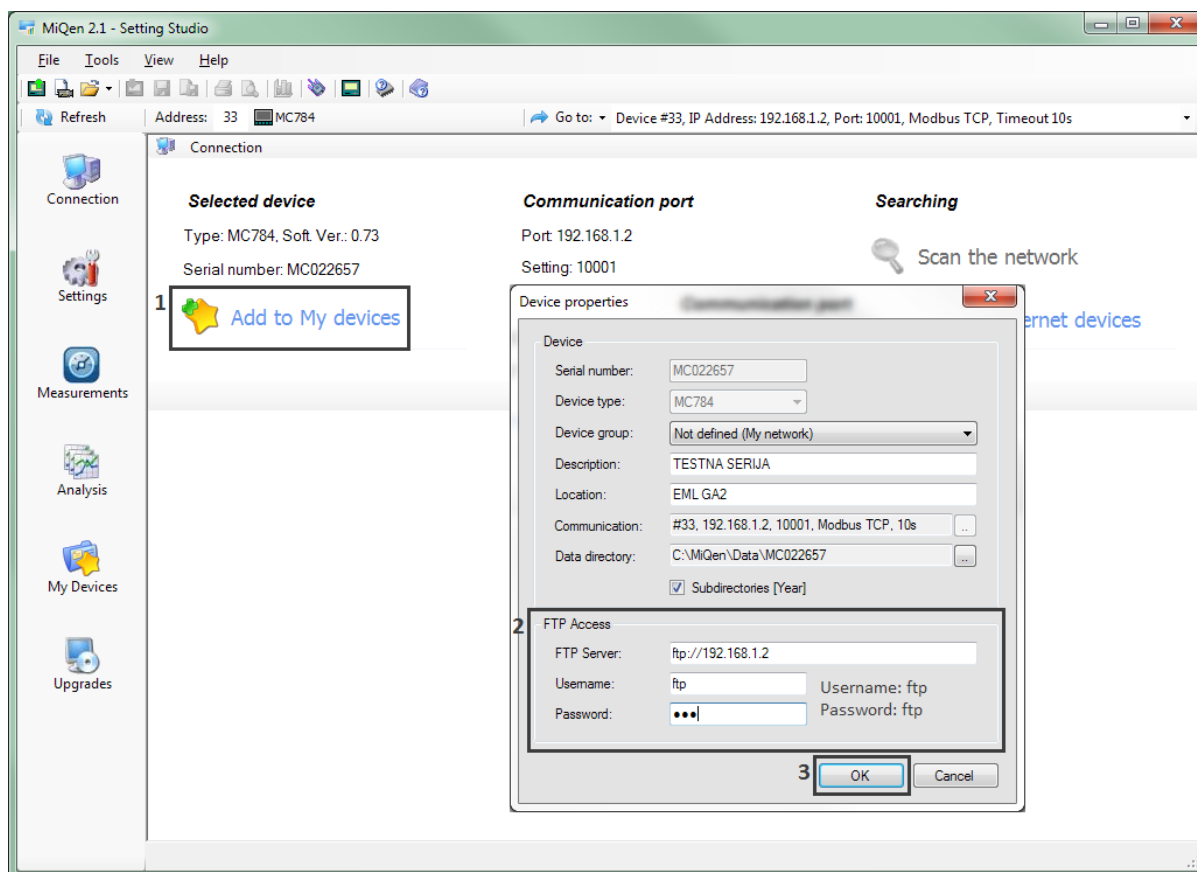 MiQen 2.1 - Setting Studio
File Tools View Help
Refresh Address: 33 MC784 Go to: Device #33, IP Address: 192.168.1.2, Port: 10001, Modbus TCP, Timeout 10s
Connection
Connection
Settings
Measurements
Analysis
My Devices
Upgrades
Selected device
Type: MC784, Soft. Ver.: 0.73
Serial number: MC022657
1
Add to My devices
Communication port
Port: 192.168.1.2
Setting: 10001
Searching
Scan the network
ernet devices
Device properties
Communication port
Device
Serial number: MC022657
Device type: MC784
Device group: Not defined (My network)
Description: TESTNA SERIJA
Location: EML GA2
Communication: #33, 192.168.1.2, 10001, Modbus TCP, 10s ..
Data directory: C:\MiQen\Data\MC022657 ..
Subdirectories [Year]
2
FTP Access
FTP Server: ftp://192.168.1.2
Username: ftp
Password: •••
Username: ftp
Password: ftp
3
OK Cancel